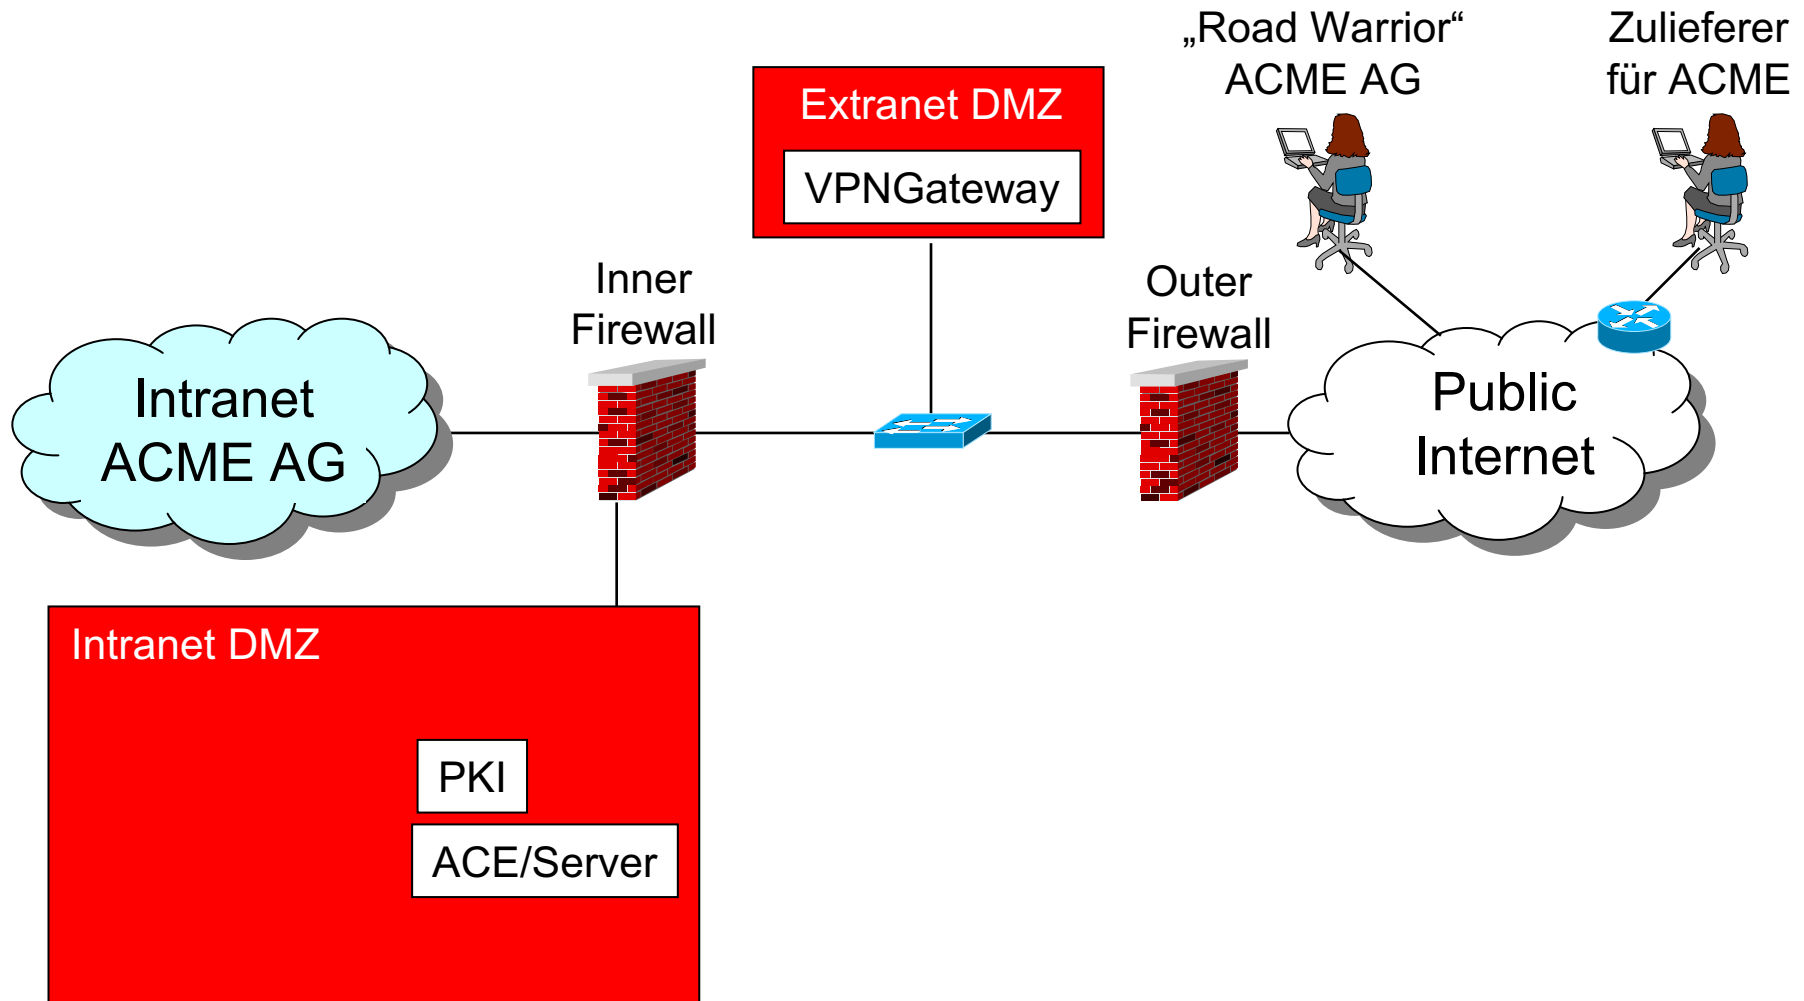 „Road Warrior“
ACME AG
Zulieferer
für ACME
Extranet DMZ
VPNGateway
Inner
Firewall
Outer
Firewall
Intranet
ACME AG
Public
Internet
Intranet DMZ
PKI
ACE/Server